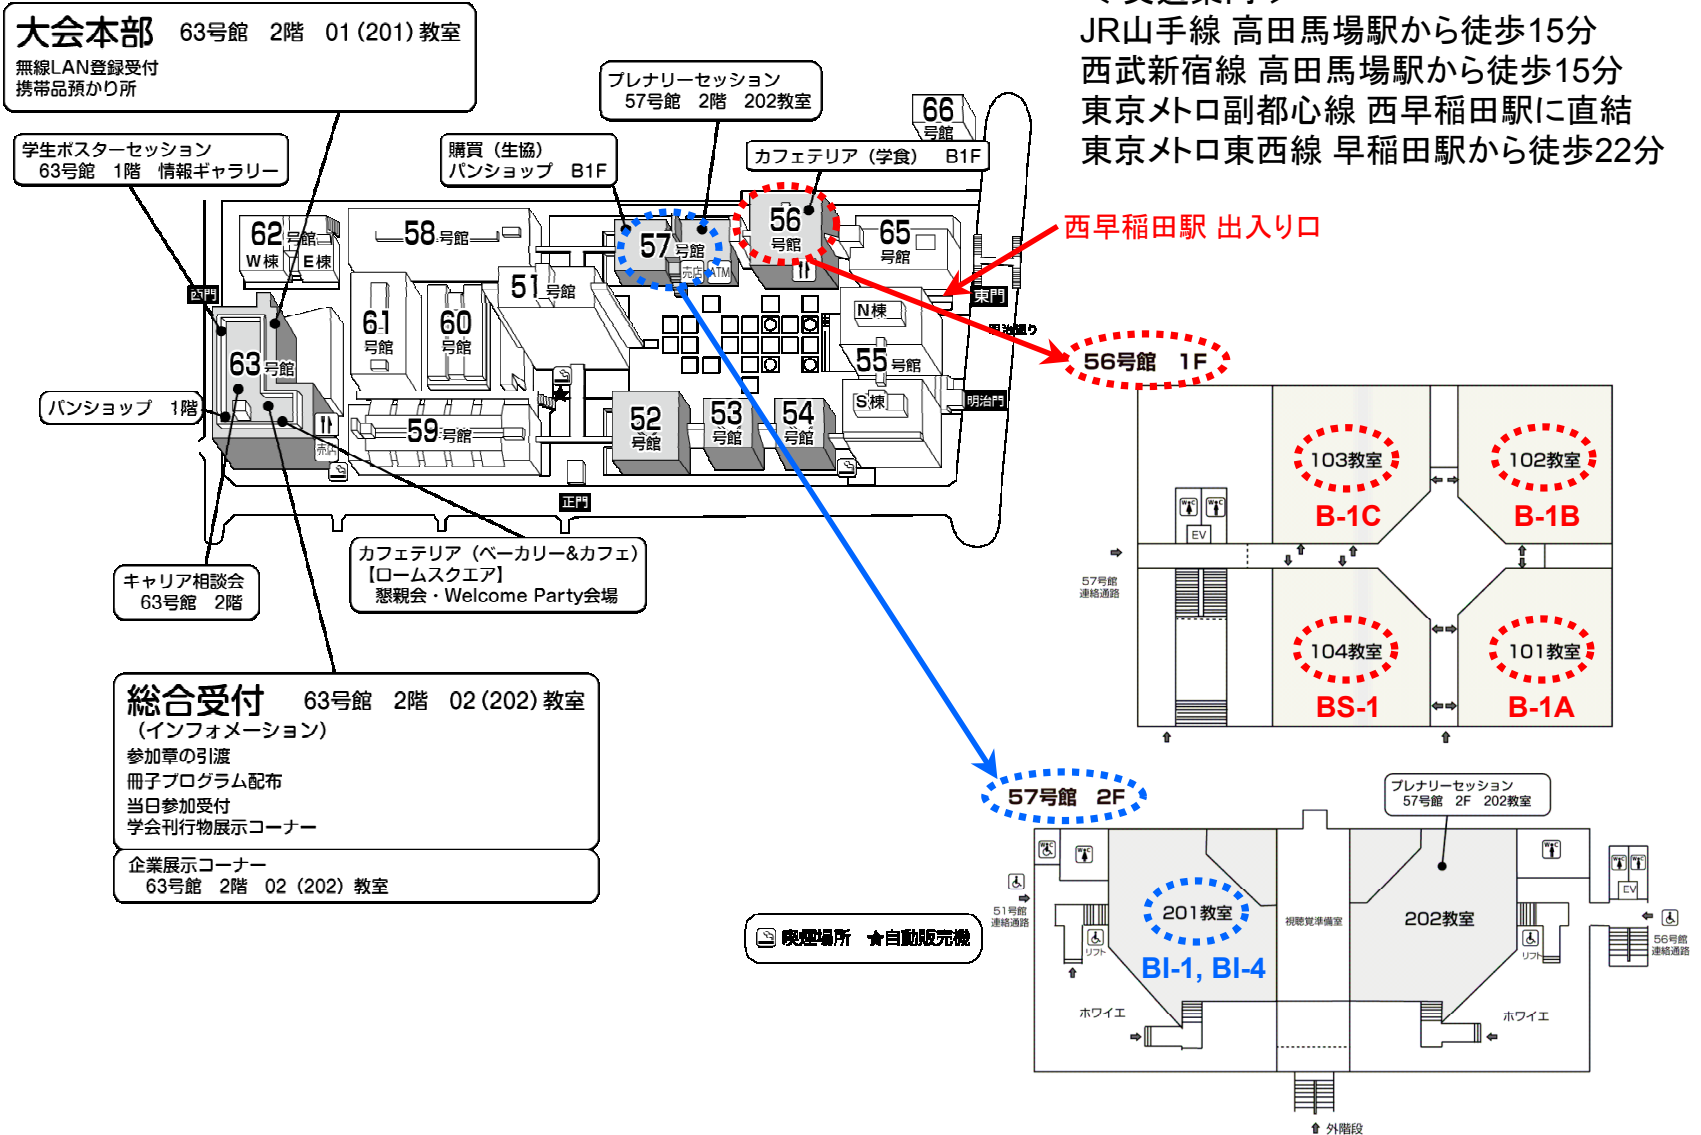 大会本部 63号館 2階 01(201)教室
無線LAN登録受付
携帯品預かり所
JR山手線 高田馬場駅から徒歩15分
西武新宿線 高田馬場駅から徒歩15分
東京メトロ副都心線 西早稲田駅に直結
東京メトロ東西線 早稲田駅から徒歩22分
プレナリーセッション
57号館 2階 202教室
学生ポスターセッション
63号館 1階 情報ギャラリー
購買(生協)
パンショップ B1F
カフェテリア(学食) B1F
66
号館
62号館
W棟 E棟
58号館
57号館
売店 ATM
56
号館
65
号館
西早稲田駅 出入り口
51号館
西門
東門
61
号館
60
号館
N棟
明治通り
55号館
63号館
S棟
明治門
パンショップ 1階
売店
59号館
52
号館
53
号館
54
号館
正門
カフェテリア(ベーカリー&カフェ)
【ロームスクエア】
懇親会・Welcome Party会場
キャリア相談会
63号館 2階
総合受付 63号館 2階 02(202)教室
(インフォメーション)
参加章の引渡
冊子プログラム配布
当日参加受付
学会刊行物展示コーナー
企業展示コーナー
63号館 2階 02(202)教室
喫煙場所 ★自動販売機
56号館 1F
103教室
B-1C
102教室
B-1B
W・C W・C
EV
57号館
連絡通路
104教室
BS-1
101教室
B-1A
57号館 2F
プレナリーセッション
57号館 2F 202教室
W・C W・C
W・C
W・C W・C
EV
51号館
連絡通路
201教室
BI-1, BI-4
視聴覚準備室
202教室
リフト
リフト
56号館
連絡通路
ホワイエ
ホワイエ
外階段